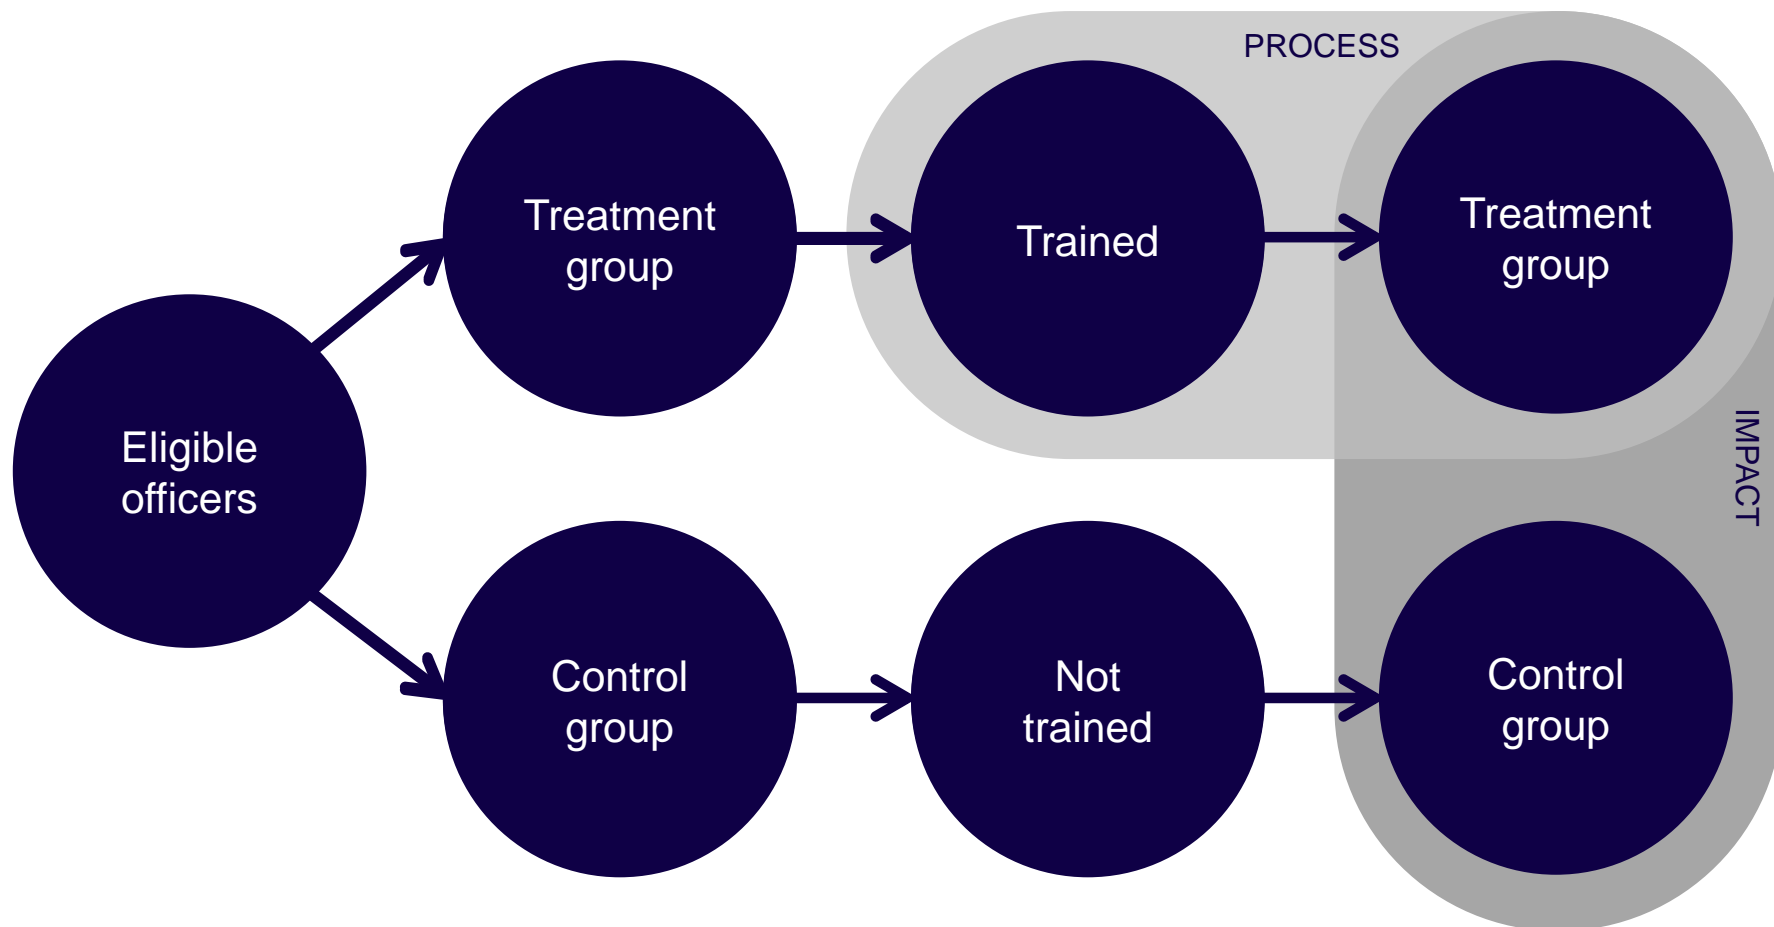 PROCESS
Treatment
group
Trained
Treatment
group
Eligible
officers
IMPACT
Control
group
Not
trained
Control
group